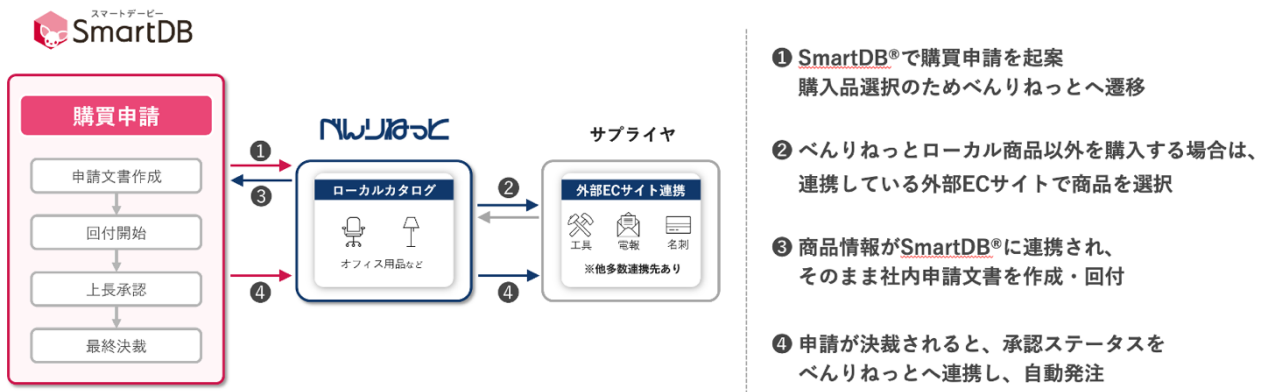 スマートデービー
SmartDB
購買申請
申請文書作成
回付開始
上長承認
最終決裁
❶
❸
❹
べんりねっと
ローカルカタログ
オフィス用品など
❷
❹
サプライヤ
外部ECサイト連携
工具 電報 名刺
※他多数連携先あり
❶ SmartDB®で購買申請を起案
購入品選択のためべんりねっとへ遷移
❷ べんりねっとローカル商品以外を購入する場合は、
連携している外部ECサイトで商品を選択
❸ 商品情報がSmartDB®に連携され、
そのまま社内申請文書を作成・回付
❹ 申請が決裁されると、承認ステータスを
べんりねっとへ連携し、自動発注